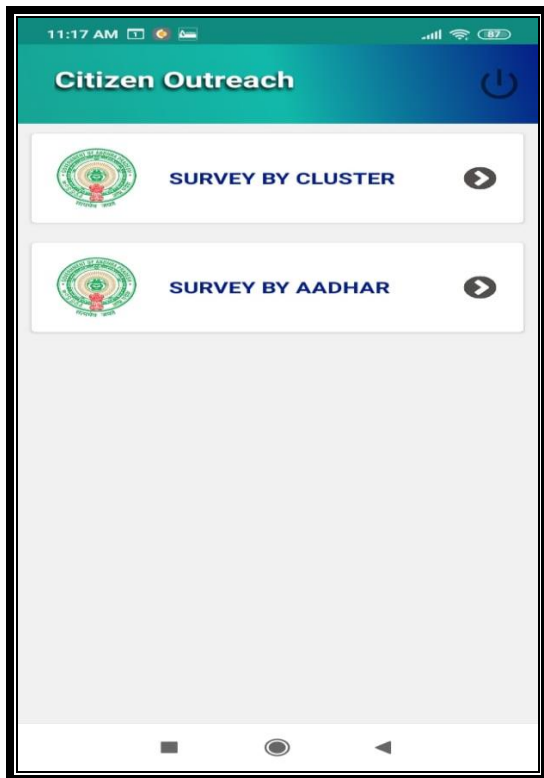 11:17 AM
87
Citizen Outreach
SURVEY BY CLUSTER
SURVEY BY AADHAR